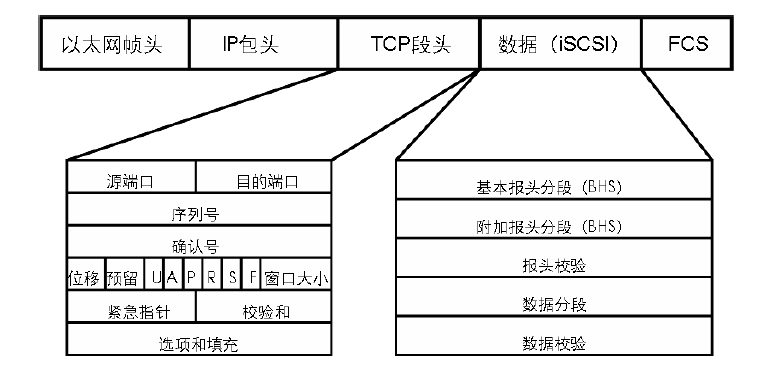 以太网帧头 IP包头 TCP段头 数据（iSCSI） FCS
源端口 目的端口
序列号
确认号
位移 预留 U A P R S F 窗口大小
紧急指针 校验和
选项和填充
基本报头分段（BHS）
附加报头分段（BHS）
报头校验
数据分段
数据校验